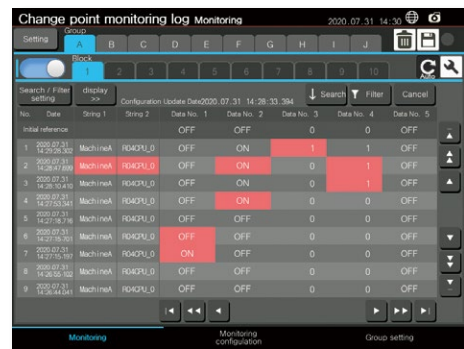 Change point monitoring log Monitoring 2020.07.31 14:30
Setting Group
A B C D E F G H I J
Block
1 2 3 4 5 6 7 8 9 10 Auto
Search / Filter setting display >> Configuration Update Date2020.07.31 14:28:33.394 Search Filter Cancel
No. Date String 1 String 2 Data No. 1 Data No. 2 Data No. 3 Data No. 4 Data No. 5
Initial reference OFF OFF 0 0 OFF
1 2020.07.31 14:29:28.302 MachineA R04CPU_0 OFF ON 1 1 OFF
2 2020.07.31 14:28:47.699 MachineA R04CPU_0 OFF ON 0 1 OFF
3 2020.07.31 14:28:10.410 MachineA R04CPU_0 OFF OFF 0 1 OFF
4 2020.07.31 14:27:53.341 MachineA R04CPU_0 OFF ON 0 0 OFF
5 2020.07.31 14:27:18.716 MachineA R04CPU_0 OFF OFF 0 0 OFF
6 2020.07.31 14:27:15.701 MachineA R04CPU_0 OFF OFF 0 0 OFF
7 2020.07.31 14:27:15.197 MachineA R04CPU_0 ON OFF 0 0 OFF
8 2020.07.31 14:26:55.102 MachineA R04CPU_0 OFF OFF 0 0 OFF
9 2020.07.31 14:26:44.041 MachineA R04CPU_0 OFF OFF 0 0 OFF
Monitoring Monitoring configulation Group setting